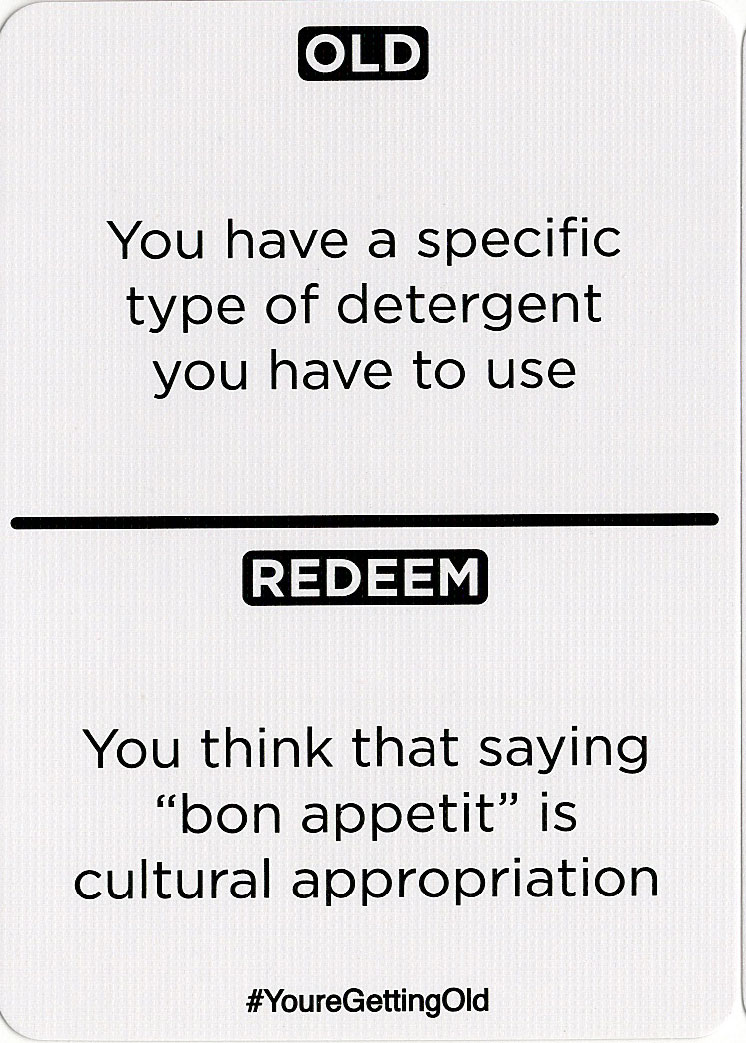 OLD
You have a specific
type of detergent
you have to use
REDEEM
You think that saying
“bon appetit” is
cultural appropriation
#YoureGettingOld